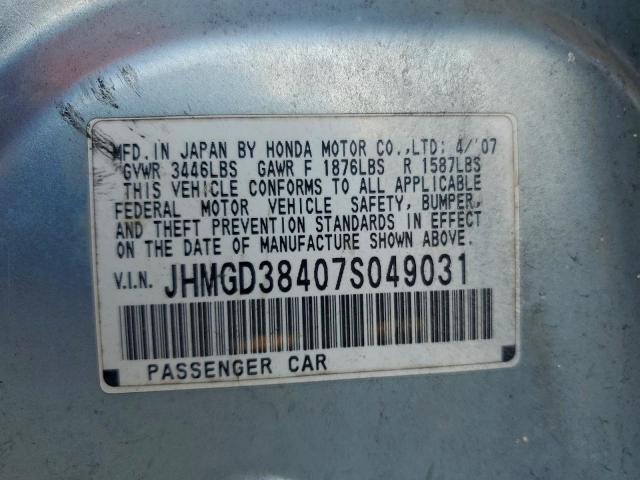 MFD. IN JAPAN BY HONDA MOTOR CO.,LTD: 4/'07
GVWR 3446LBS GAWR F 1876LBS R 1587LBS
THIS VEHICLE CONFORMS TO ALL APPLICABLE
FEDERAL MOTOR VEHICLE SAFETY, BUMPER,
AND THEFT PREVENTION STANDARDS IN EFFECT
ON THE DATE OF MANUFACTURE SHOWN ABOVE.
V.I.N. JHMGD38407S049031
PASSENGER CAR